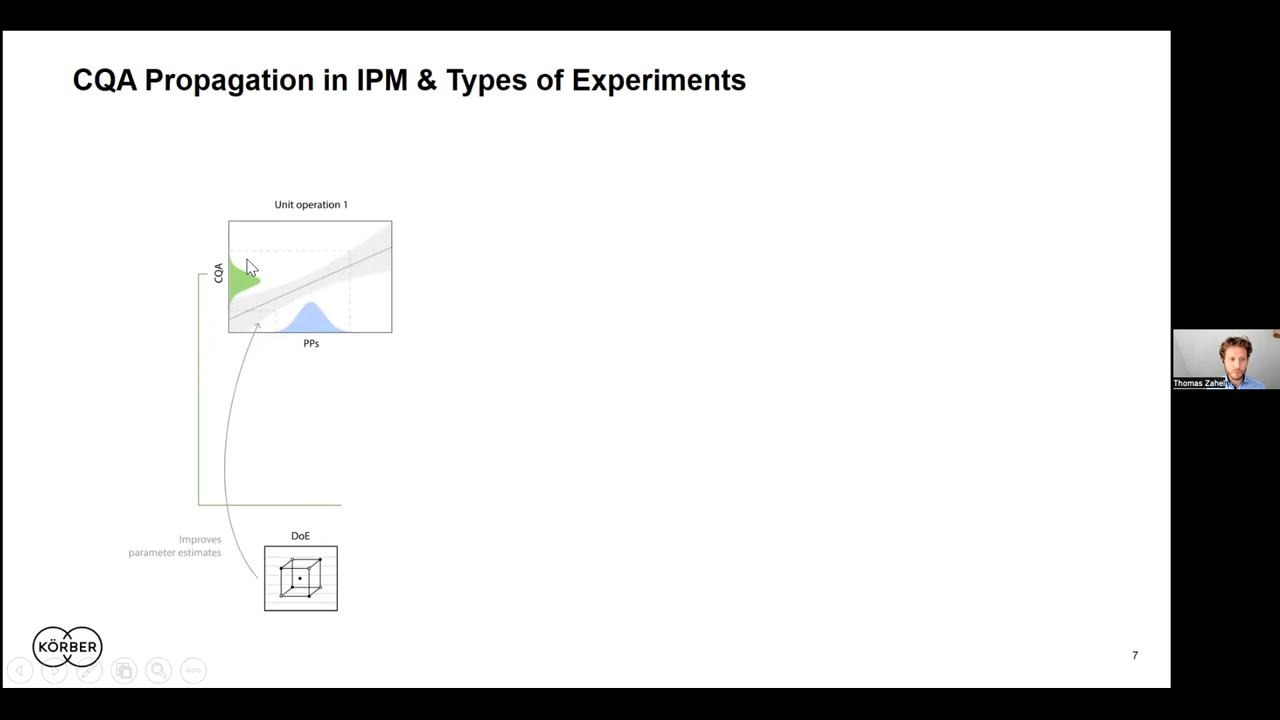 CQA Propagation in IPM & Types of Experiments
Unit operation 1
CQA
PPs
Improves
parameter estimates
DoE
KÖRBER
7
Thomas Zahel